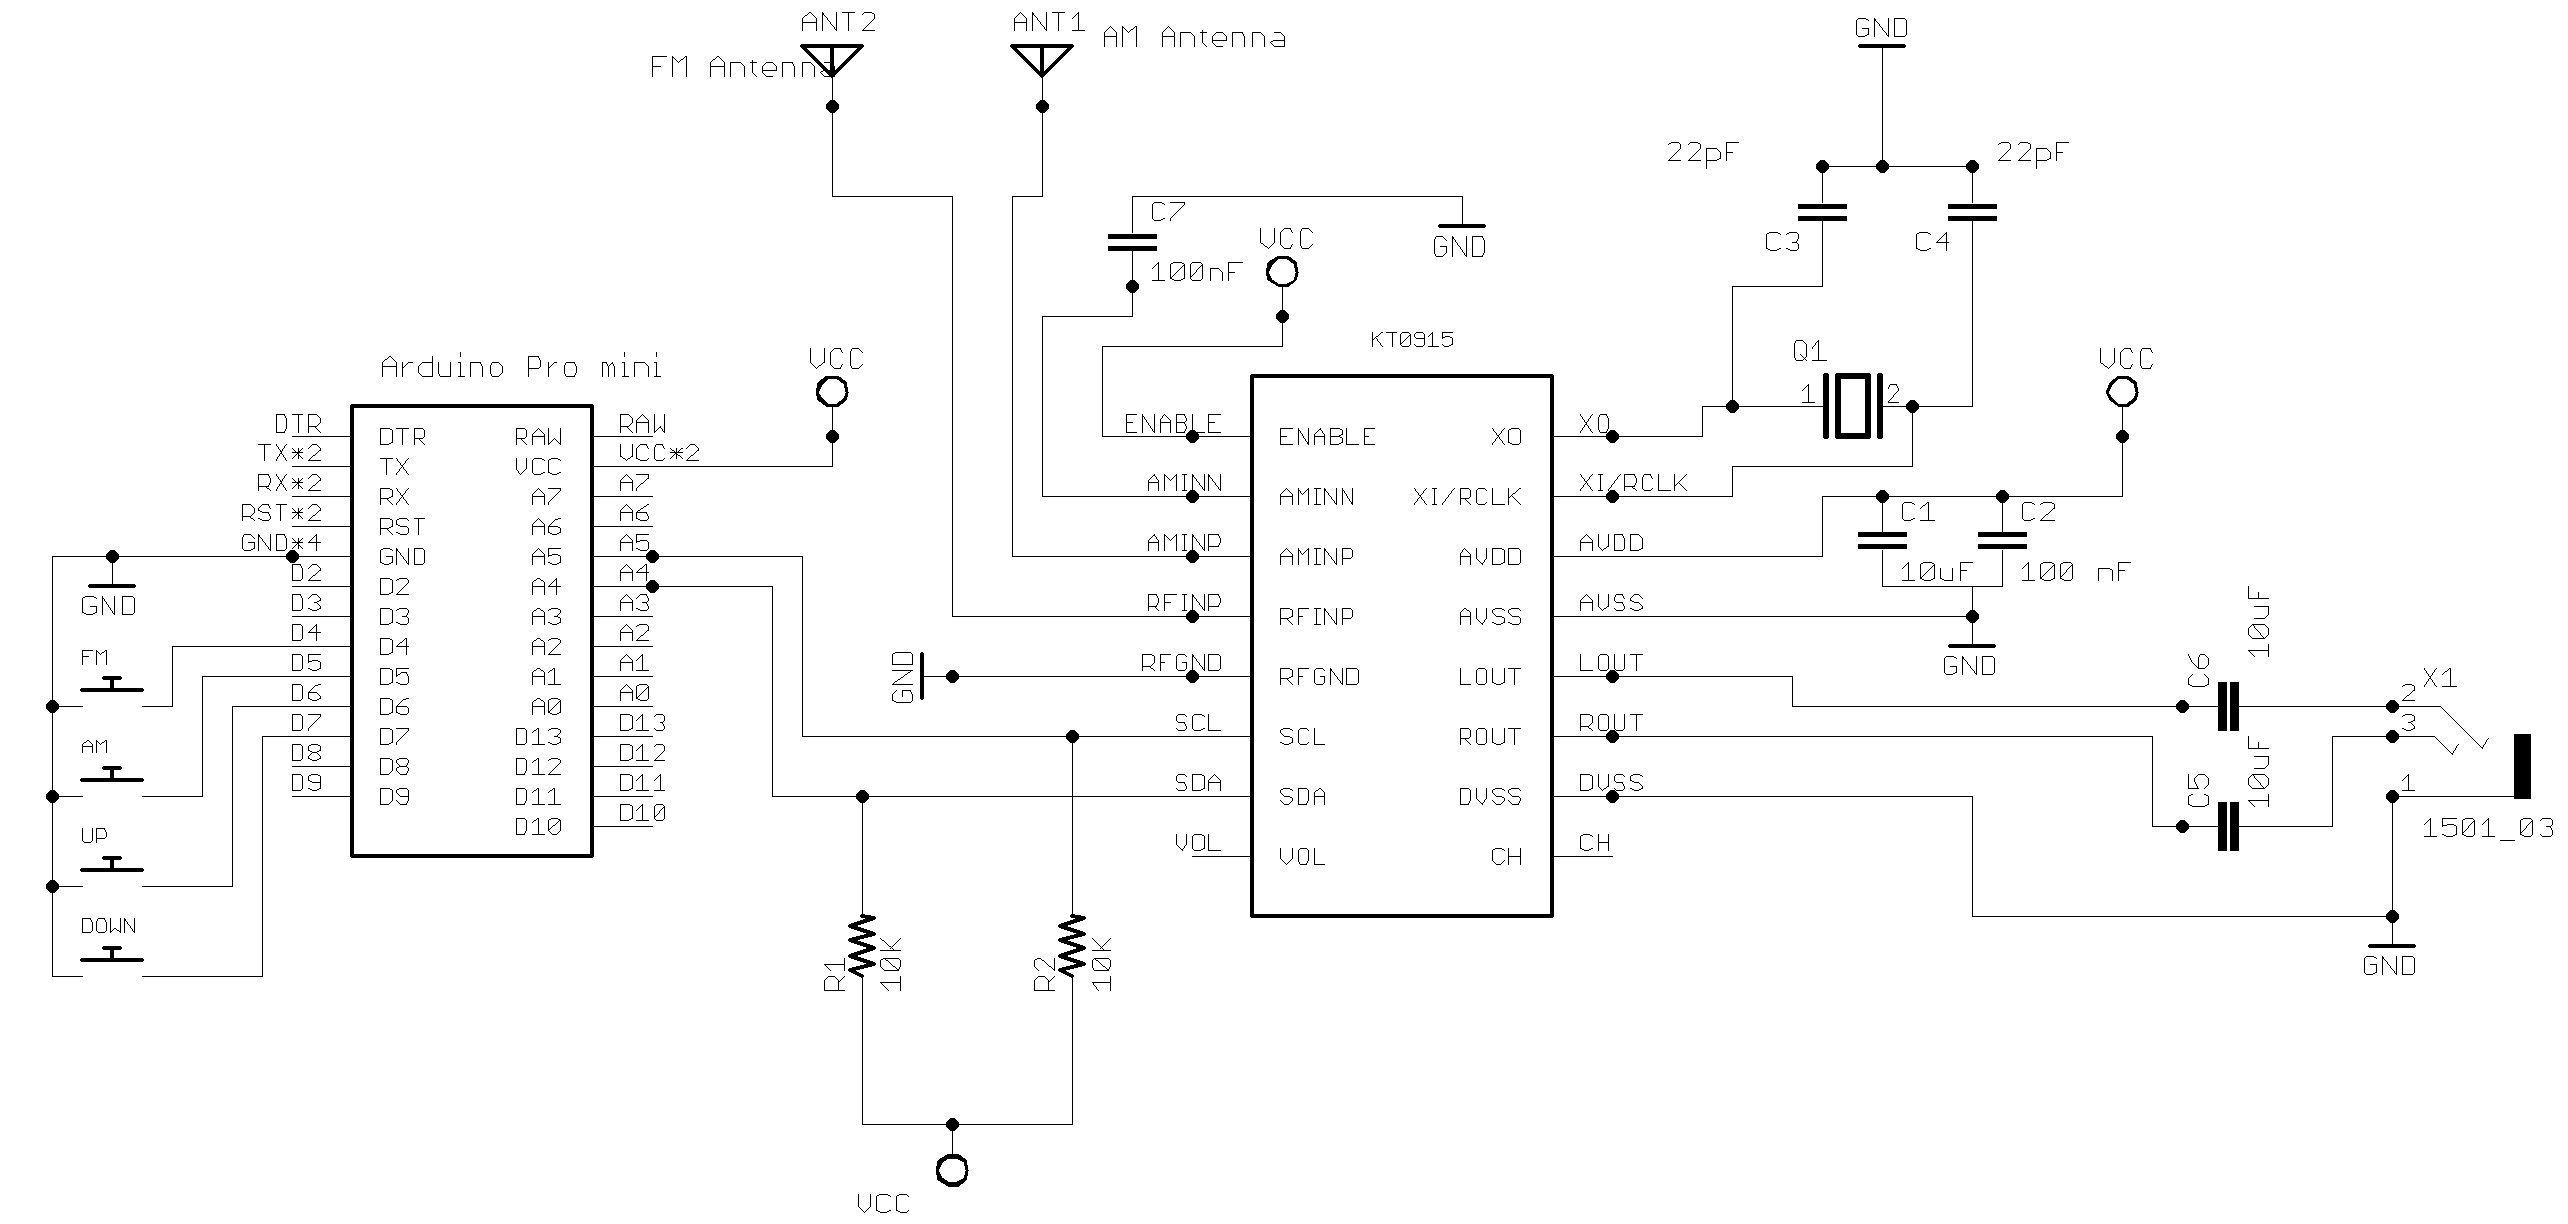 ANT2
ANT1
AM Antenna
FM Antenna
GND
22pF
22pF
C7
C3
C4
GND
VCC
100nF
KT0915
Q1
1
2
VCC
VCC
Arduino Pro mini
DTR
TX*2
RX*2
RST*2
GND*4
D2
D3
D4
D5
D6
D7
D8
D9
DTR
TX
RX
RST
GND
D2
D3
D4
D5
D6
D7
D8
D9
RAW
VCC
A7
A6
A5
A4
A3
A2
A1
A0
D13
D12
D11
D10
RAW
VCC*2
A7
A6
A5
A4
A3
A2
A1
A0
D13
D12
D11
D10
GND
FM
AM
UP
DOWN
ENABLE
AMINN
AMINP
RFINP
RFGND
SCL
SDA
VOL
GND
ENABLE
AMINN
AMINP
RFINP
RFGND
SCL
SDA
VOL
XO
XI/RCLK
AVDD
AVSS
LOUT
ROUT
DVSS
CH
XO
XI/RCLK
AVDD
AVSS
LOUT
ROUT
DVSS
CH
C1
C2
10uF
100 nF
GND
C6
10uF
C5
10uF
2
3
1
X1
1501_03
GND
R1
10K
R2
10K
VCC